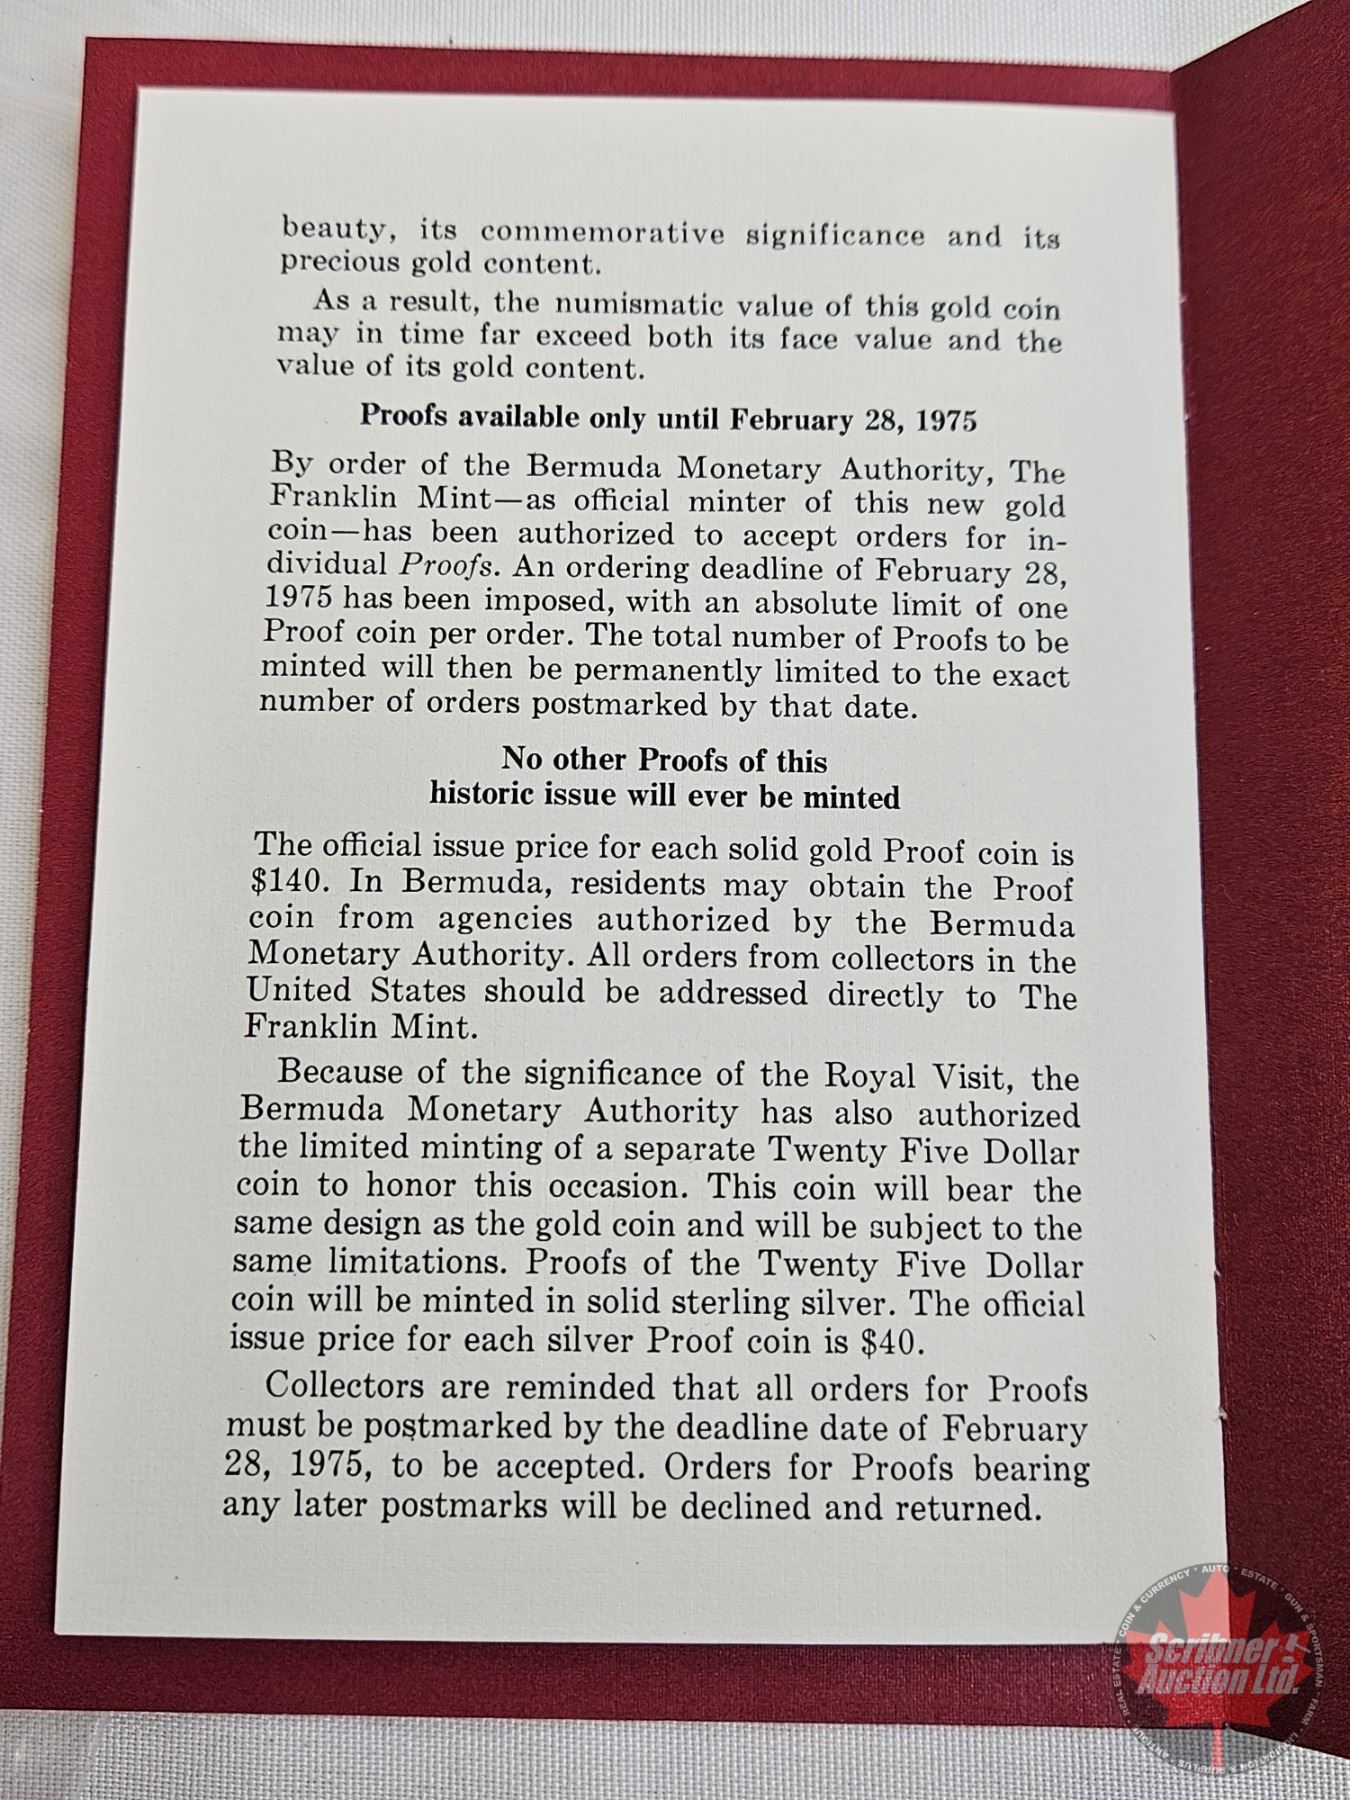 beauty, its commemorative significance and its
precious gold content.
As a result, the numismatic value of this gold coin
may in time far exceed both its face value and the
value of its gold content.
Proofs available only until February 28, 1975
By order of the Bermuda Monetary Authority, The
Franklin Mint—as official minter of this new gold
coin—has been authorized to accept orders for in-
dividual Proofs. An ordering deadline of February 28,
1975 has been imposed, with an absolute limit of one
Proof coin per order. The total number of Proofs to be
minted will then be permanently limited to the exact
number of orders postmarked by that date.
No other Proofs of this
historic issue will ever be minted
The official issue price for each solid gold Proof coin is
$140. In Bermuda, residents may obtain the Proof
coin from agencies authorized by the Bermuda
Monetary Authority. All orders from collectors in the
United States should be addressed directly to The
Franklin Mint.
Because of the significance of the Royal Visit, the
Bermuda Monetary Authority has also authorized
the limited minting of a separate Twenty Five Dollar
coin to honor this occasion. This coin will bear the
same design as the gold coin and will be subject to the
same limitations. Proofs of the Twenty Five Dollar
coin will be minted in solid sterling silver. The official
issue price for each silver Proof coin is $40.
Collectors are reminded that all orders for Proofs
must be postmarked by the deadline date of February
28, 1975, to be accepted. Orders for Proofs bearing
any later postmarks will be declined and returned.
Scribner
Auction Ltd.
REAL ESTATE • COIN & CURRENCY • AUTO • ESTATE • GUN & SPORTSMAN • FARM • LIQUIDATION & SURPLUS • ANTIQUE